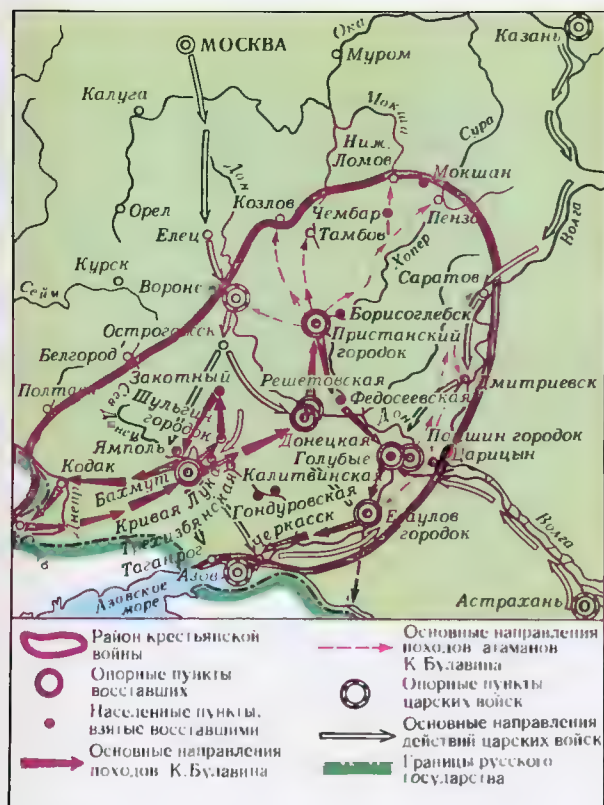 МОСКВА
Ока
Казань
Муром
Калуга
Мокша
Сура
Ниж.
Ломов
Мокшан
Дон
Козлов
Чембар
Пенза
Орел
Тамбов
Волга
Елец
Хопер
Курск
Саратов
Сейм
Воронеж
Борисоглебск
Острогожск
Пристанский
городок
Белгород
Закотный
Решетовская
Дмитриевск
Полтава
Шульгин
городок
Федосеевская
Дон
Сев.
Донец
Ямполь
Донецкая
Паншин городок
Голубые
Царицын
Кодак
Бахмут
Калитвинская
Кривая Лука
Днепр
Гондуровская
Трехизбянская
Черкасск
Есаулов
городок
Волга
Таганрог
Азов
Азовское
море
Астрахань
Район крестьянской
войны
Опорные пункты
восставших
Населенные пункты,
взятые восставшими
Основные направления
походов К. Булавина
Основные направления
походов атаманов
К. Булавина
Опорные пункты
царских войск
Основные направления
действий царских войск
Границы русского
государства